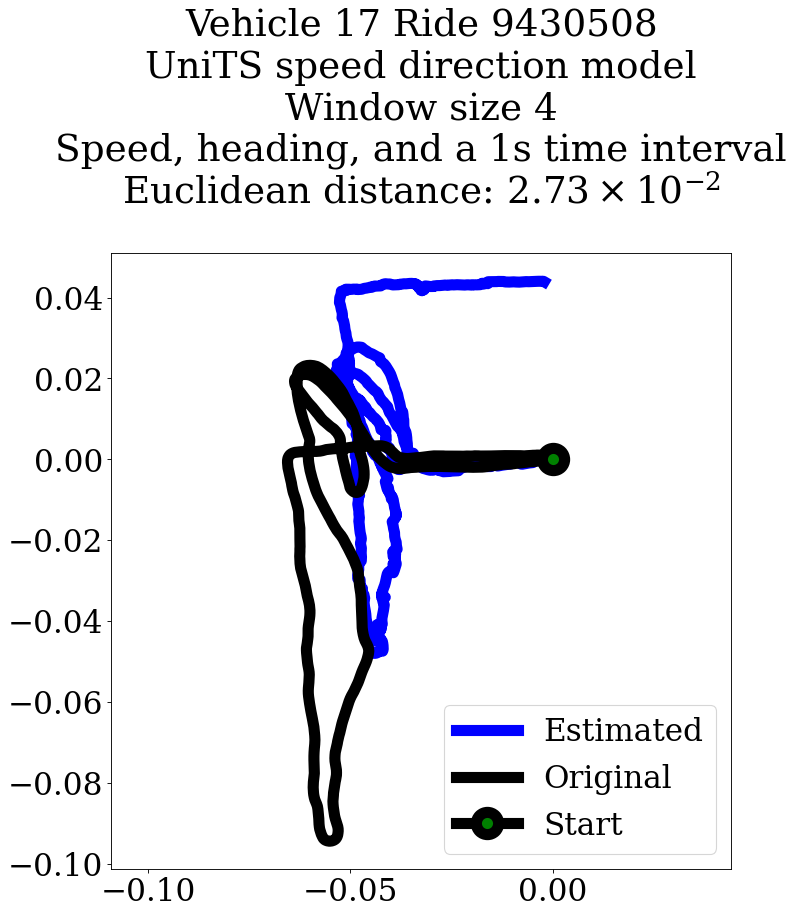 Vehicle 17 Ride 9430508
UniTS speed direction model
Window size 4
Speed, heading, and a 1s time interval
Euclidean distance: 2.73 × 10⁻²
0.04
0.02
0.00
−0.02
−0.04
−0.06
−0.08
−0.10
−0.10 −0.05 0.00
Estimated
Original
Start